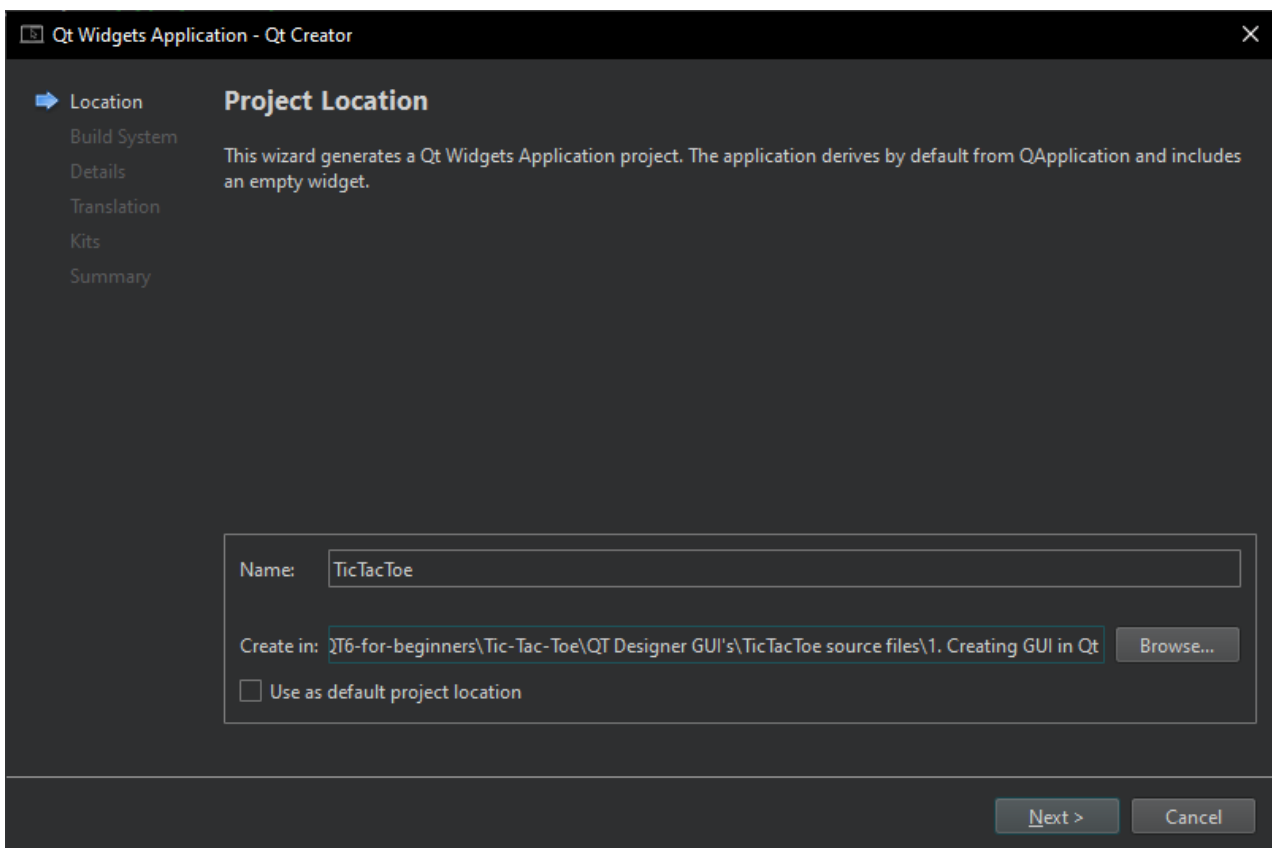 Qt Widgets Application - Qt Creator
Location
Build System
Details
Translation
Kits
Summary
Project Location
This wizard generates a Qt Widgets Application project. The application derives by default from QApplication and includes
an empty widget.
Name:
TicTacToe
Create in:
QT6-for-beginners\Tic-Tac-Toe\QT Designer GUI's\TicTacToe source files\1. Creating GUI in Qt
Browse...
Use as default project location
Next >
Cancel